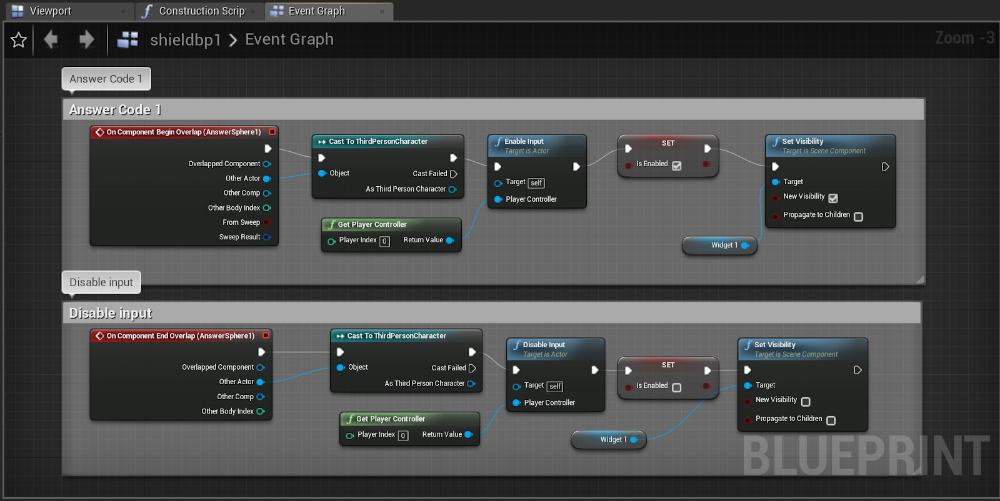 Viewport
Construction Scrip
Event Graph
shieldbp1 > Event Graph
Zoom -3
Answer Code 1
Answer Code 1
On Component Begin Overlap (AnswerSphere1)
Overlapped Component
Other Actor
Other Comp
Other Body Index
From Sweep
Sweep Result
Cast To ThirdPersonCharacter
Object
Cast Failed
As Third Person Character
Get Player Controller
Player Index 0 Return Value
Enable Input
Target is Actor
Target self
Player Controller
SET
Is Enabled
Set Visibility
Target is Scene Component
Target
New Visibility
Propagate to Children
Widget 1
Disable input
Disable input
On Component End Overlap (AnswerSphere1)
Overlapped Component
Other Actor
Other Comp
Other Body Index
Cast To ThirdPersonCharacter
Object
Cast Failed
As Third Person Character
Get Player Controller
Player Index 0 Return Value
Disable Input
Target is Actor
Target self
Player Controller
SET
Is Enabled
Widget 1
Set Visibility
Target is Scene Component
Target
New Visibility
Propagate to Children
BLUEPRINT